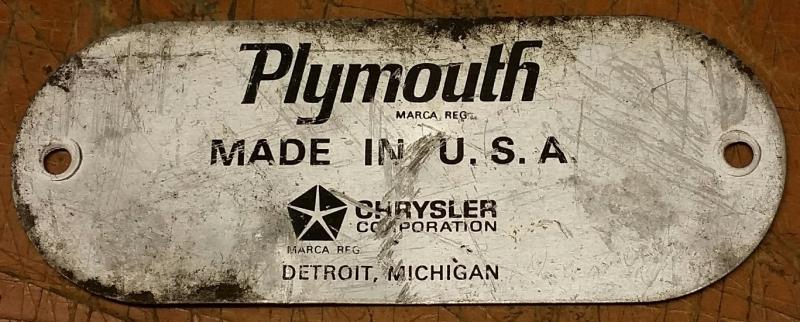 Plymouth
MARCA REG.
MADE IN U. S. A.
CHRYSLER
CORPORATION
MARCA REG.
DETROIT, MICHIGAN